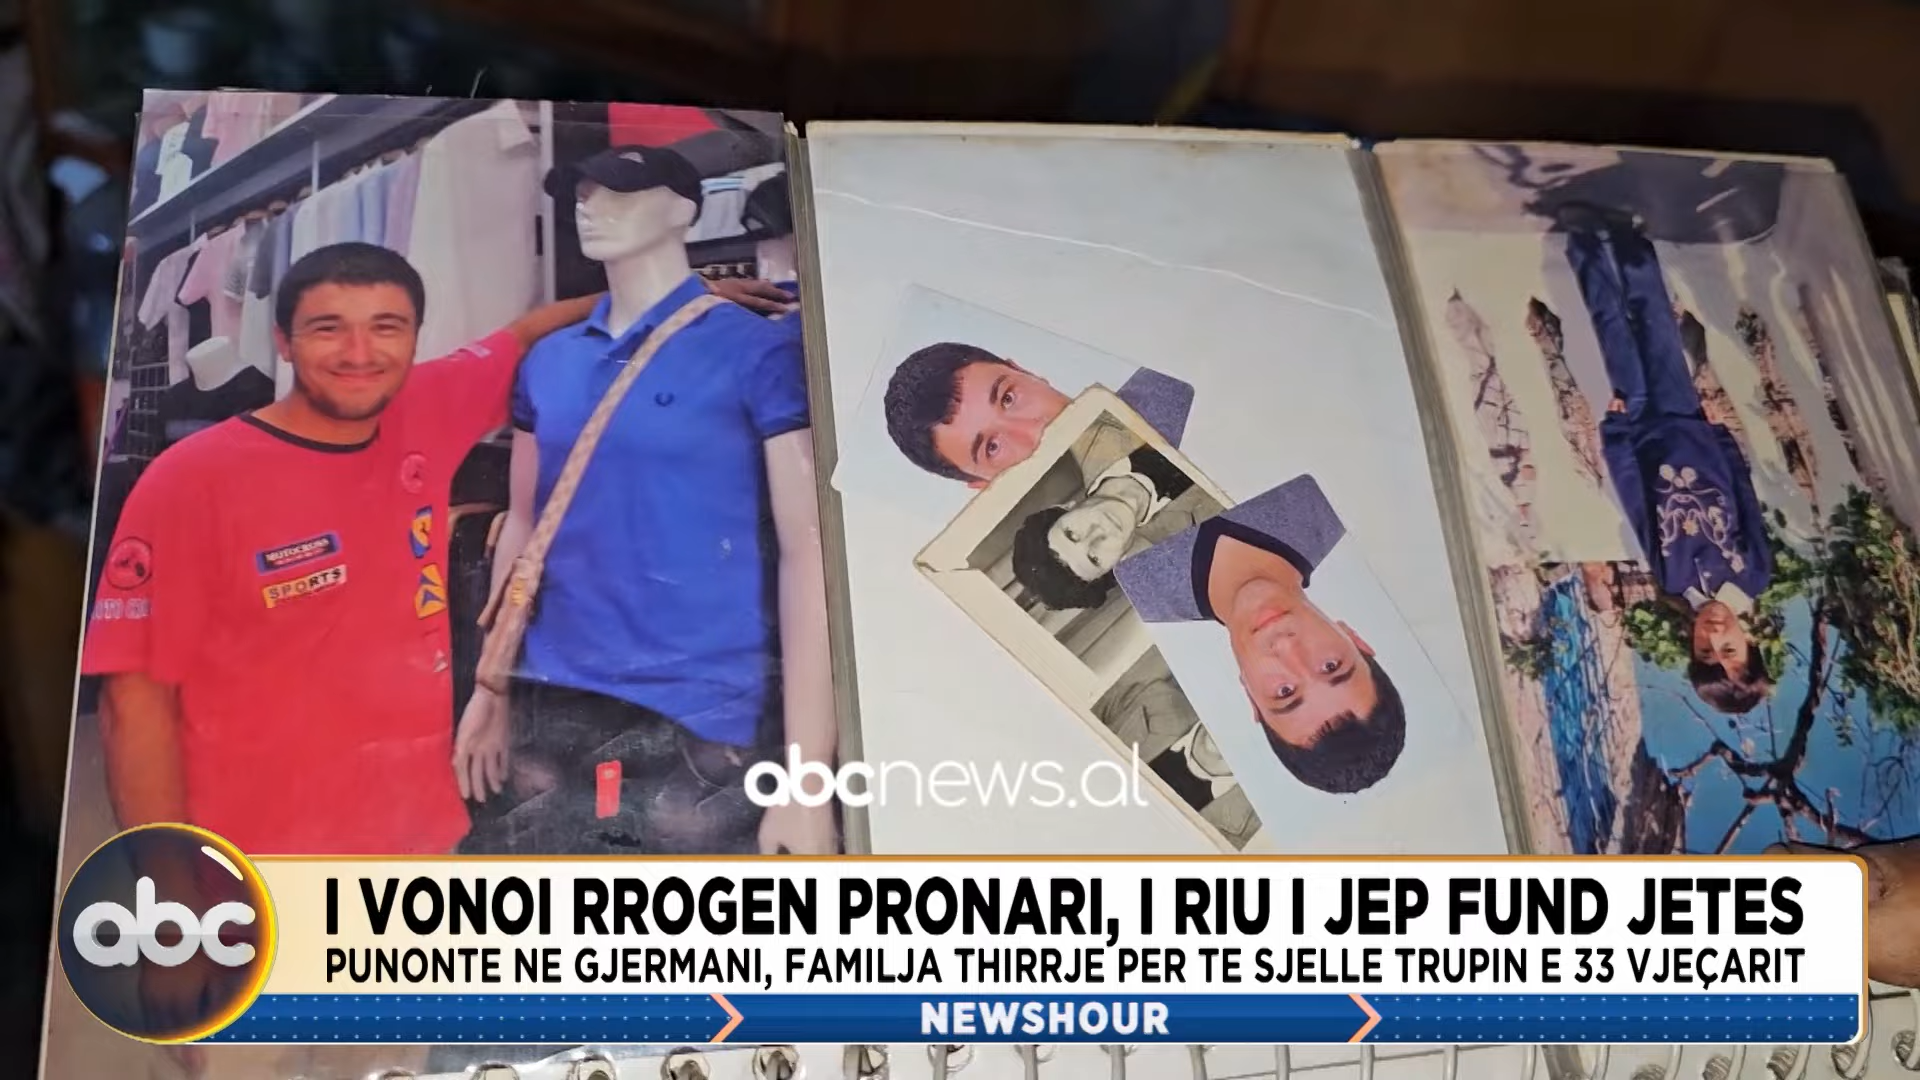 MOTOCROSS
SPORTS
abcnews.al
abc
I VONOI RROGEN PRONARI, I RIU I JEP FUND JETES
PUNONTE NE GJERMANI, FAMILJA THIRRJE PER TE SJELLE TRUPIN E 33 VJEÇARIT
NEWSHOUR